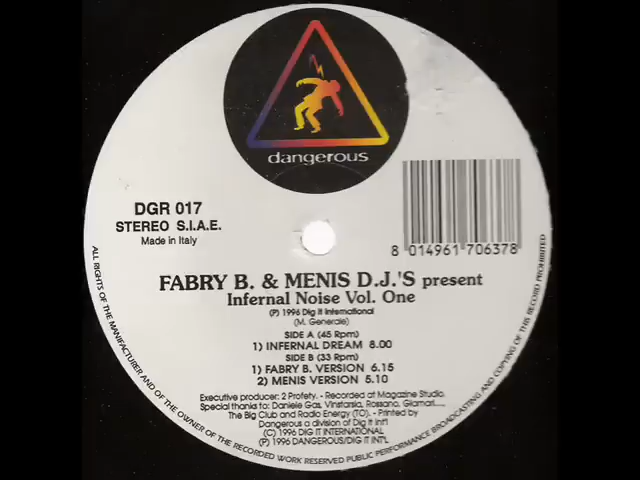 dangerous
DGR 017
STEREO S.I.A.E.
Made in Italy
8 014961 706378
FABRY B. & MENIS D.J.'S present
Infernal Noise Vol. One
(P) 1996 Dig It International
(M. Generale)
SIDE A (45 Rpm)
1) INFERNAL DREAM 8.00
SIDE B (33 Rpm)
1) FABRY B. VERSION 6.15
2) MENIS VERSION 5.10
Executive producer: 2 Profety. - Recorded at Magazine Studio.
Special thanks to: Daniele Gas, Vinstarsia, Rossano, Gilamari....,
The Big Club and Radio Energy (TO). - Printed by
Dangerous a division of Dig It Int'l
(C) 1996 DIG IT INTERNATIONAL
(P) 1996 DANGEROUS/DIG IT INT'L
ALL RIGHTS OF THE MANIFACTURER AND OF THE OWNER OF THE RECORDED WORK RESERVED PUBLIC PERFORMANCE BROADCASTING AND COPYING OF THIS RECORD PROHIBITED